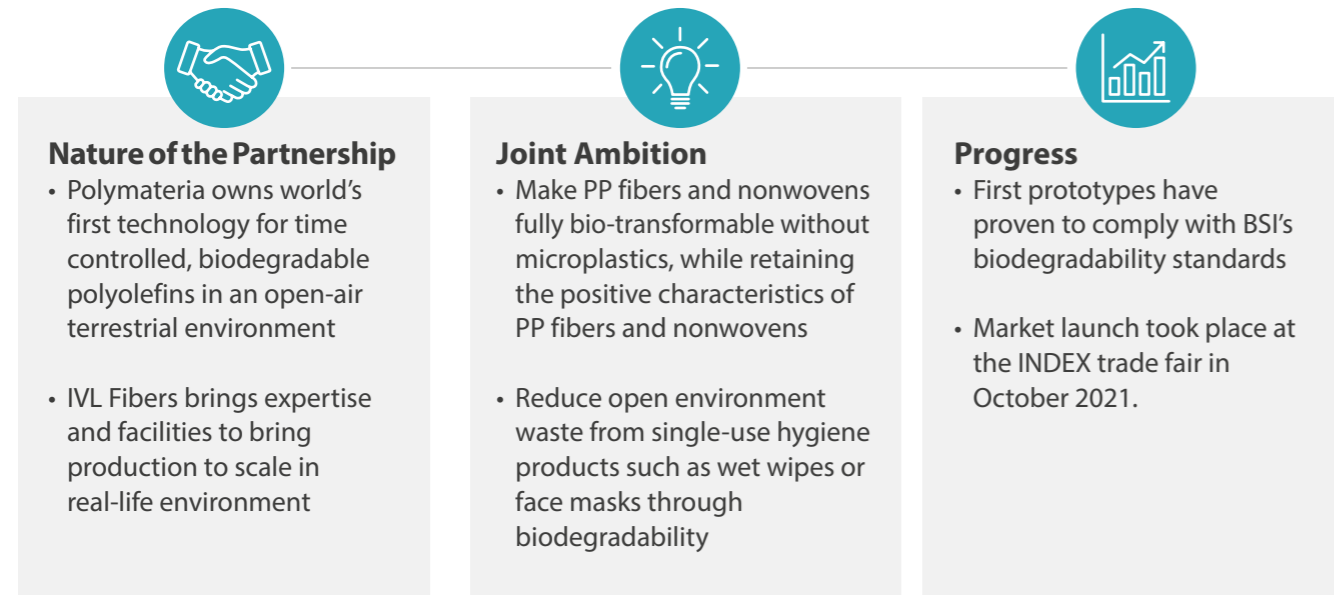 Nature of the Partnership
• Polymateria owns world's
first technology for time
controlled, biodegradable
polyolefins in an open-air
terrestrial environment
• IVL Fibers brings expertise
and facilities to bring
production to scale in
real-life environment
Joint Ambition
• Make PP fibers and nonwovens
fully bio-transformable without
microplastics, while retaining
the positive characteristics of
PP fibers and nonwovens
• Reduce open environment
waste from single-use hygiene
products such as wet wipes or
face masks through
biodegradability
Progress
• First prototypes have
proven to comply with BSI's
biodegradability standards
• Market launch took place at
the INDEX trade fair in
October 2021.